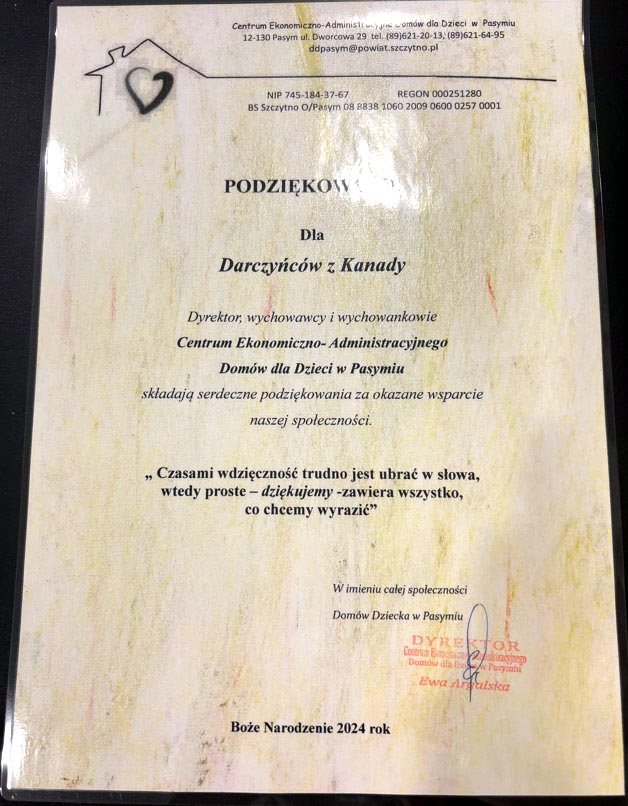 Centrum Ekonomiczno-Administracyjne Domów dla Dzieci w Pasymiu
12-130 Pasym ul. Dworcowa 29 tel. (89)621-20-13, (89)621-64-95
ddpasym@powiat.szczytno.pl
NIP 745-184-37-67 REGON 000251280
BS Szczytno O/Pasym 08 8838 1060 2009 0600 0257 0001
Dla
Darczyńców z Kanady
Dyrektor, wychowawcy i wychowankowie
Centrum Ekonomiczno- Administracyjnego
Domów dla Dzieci w Pasymiu
składają serdeczne podziękowania za okazane wsparcie
naszej społeczności.
„ Czasami wdzięczność trudno jest ubrać w słowa,
wtedy proste – dziękujemy -zawiera wszystko,
co chcemy wyrazić”
W imieniu całej społeczności
Domów Dziecka w Pasymiu
DYREKTOR
Centrum Ekonomiczno-Administracyjnego
Domów dla Dzieci w Pasymiu
Ewa
Boże Narodzenie 2024 rok